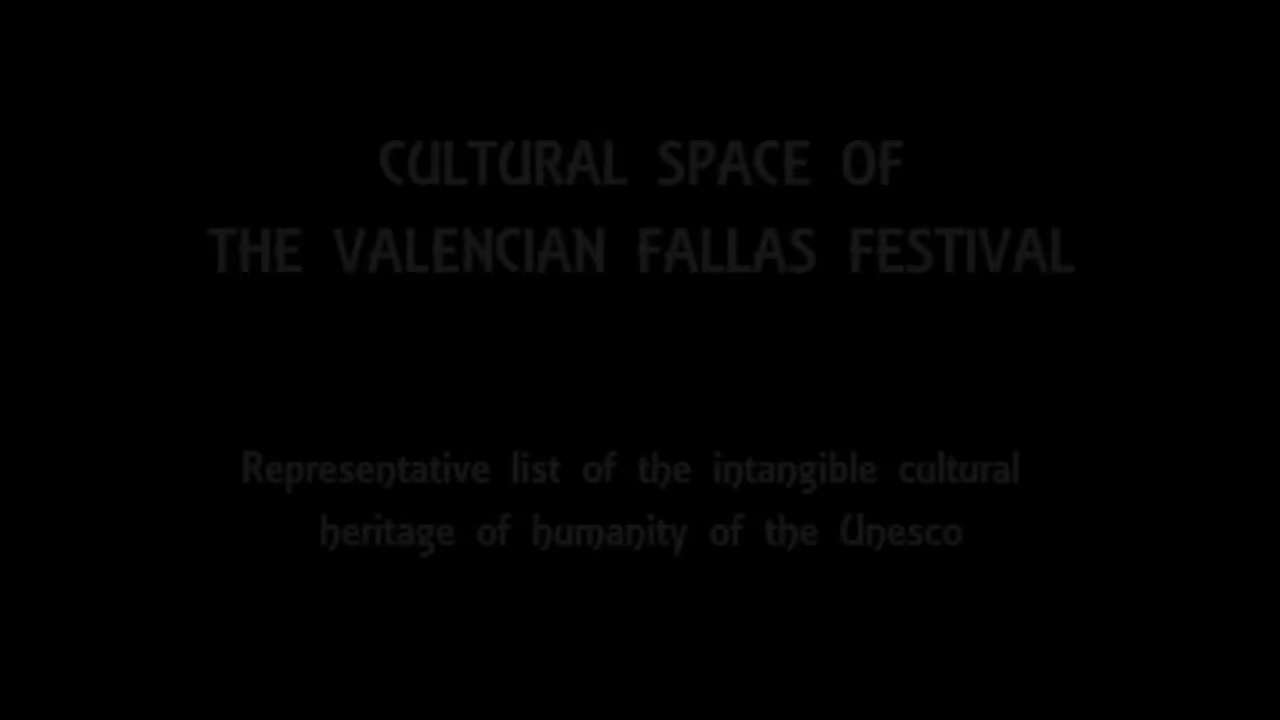 CULTURAL SPACE OF
THE VALENCIAN FALLAS FESTIVAL
Representative list of the intangible cultural
heritage of humanity of the Unesco